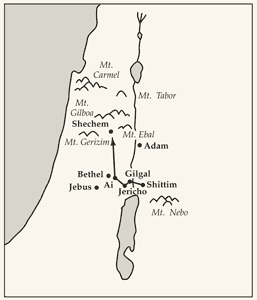 Mt.
Carmel
Mt. Tabor
Mt.
Gilboa
Shechem
Mt. Ebal
Mt. Gerizim
Adam
Bethel
Gilgal
Jebus
Ai
Shittim
Jericho
Mt. Nebo